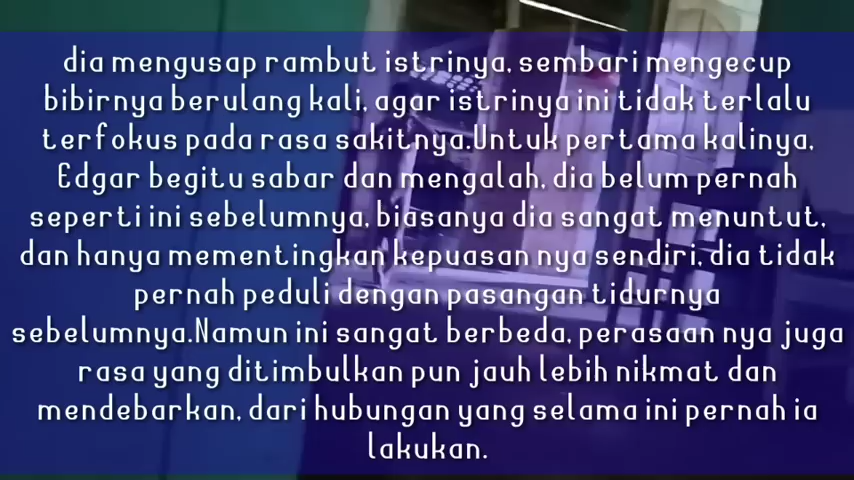 dia mengusap rambut istrinya, sembari mengecup
bibirnya berulang kali, agar istrinya ini tidak terlalu
terfokus pada rasa sakitnya.Untuk pertama kalinya,
Edgar begitu sabar dan mengalah, dia belum pernah
seperti ini sebelumnya, biasanya dia sangat menuntut,
dan hanya mementingkan kepuasan nya sendiri, dia tidak
pernah peduli dengan pasangan tidurnya
sebelumnya.Namun ini sangat berbeda, perasaan nya juga
rasa yang ditimbulkan pun jauh lebih nikmat dan
mendebarkan, dari hubungan yang selama ini pernah ia
lakukan.